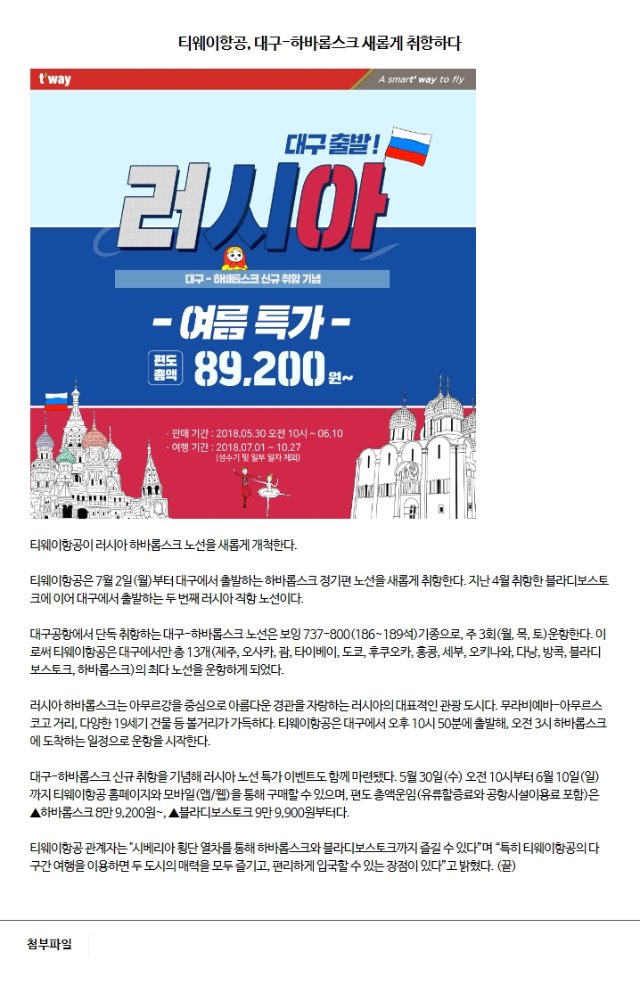 티웨이항공, 대구-하바롭스크 새롭게 취항하다
t'way
A smart' way to fly
대구 출발!
러시아
대구 - 하바롭스크 신규 취항 기념
- 여름 특가 -
편도
총액
89,200원~
· 판매 기간 : 2018.05.30 오전 10시 ~ 06.10
· 여행 기간 : 2018.07.01 ~ 10.27
(성수기 및 일부 일자 제외)
티웨이항공이 러시아 하바롭스크 노선을 새롭게 개척한다.
티웨이항공은 7월 2일(월)부터 대구에서 출발하는 하바롭스크 정기편 노선을 새롭게 취항한다. 지난 4월 취항한 블라디보스토
크에 이어 대구에서 출발하는 두 번째 러시아 직항 노선이다.
대구공항에서 단독 취항하는 대구-하바롭스크 노선은 보잉 737-800(186~189석)기종으로, 주 3회(월, 목, 토)운항한다. 이
로써 티웨이항공은 대구에서만 총 13개(제주, 오사카, 괌, 타이베이, 도쿄, 후쿠오카, 홍콩, 세부, 오키나와, 다낭, 방콕, 블라디
보스토크, 하바롭스크)의 최다 노선을 운항하게 되었다.
러시아 하바롭스크는 아무르강을 중심으로 아름다운 경관을 자랑하는 러시아의 대표적인 관광 도시다. 무라비예바-아무르스
코고 거리, 다양한 19세기 건물 등 볼거리가 가득하다. 티웨이항공은 대구에서 오후 10시 50분에 출발해, 오전 3시 하바롭스크
에 도착하는 일정으로 운항을 시작한다.
대구-하바롭스크 신규 취항을 기념해 러시아 노선 특가 이벤트도 함께 마련됐다. 5월 30일(수) 오전 10시부터 6월 10일(일)
까지 티웨이항공 홈페이지와 모바일(앱/웹)을 통해 구매할 수 있으며, 편도 총액운임(유류할증료와 공항시설이용료 포함)은
▲하바롭스크 8만 9,200원~, ▲블라디보스토크 9만 9,900원부터다.
티웨이항공 관계자는 "시베리아 횡단 열차를 통해 하바롭스크와 블라디보스토크까지 즐길 수 있다"며 "특히 티웨이항공의 다
구간 여행을 이용하면 두 도시의 매력을 모두 즐기고, 편리하게 입국할 수 있는 장점이 있다"고 밝혔다. (끝)
첨부파일